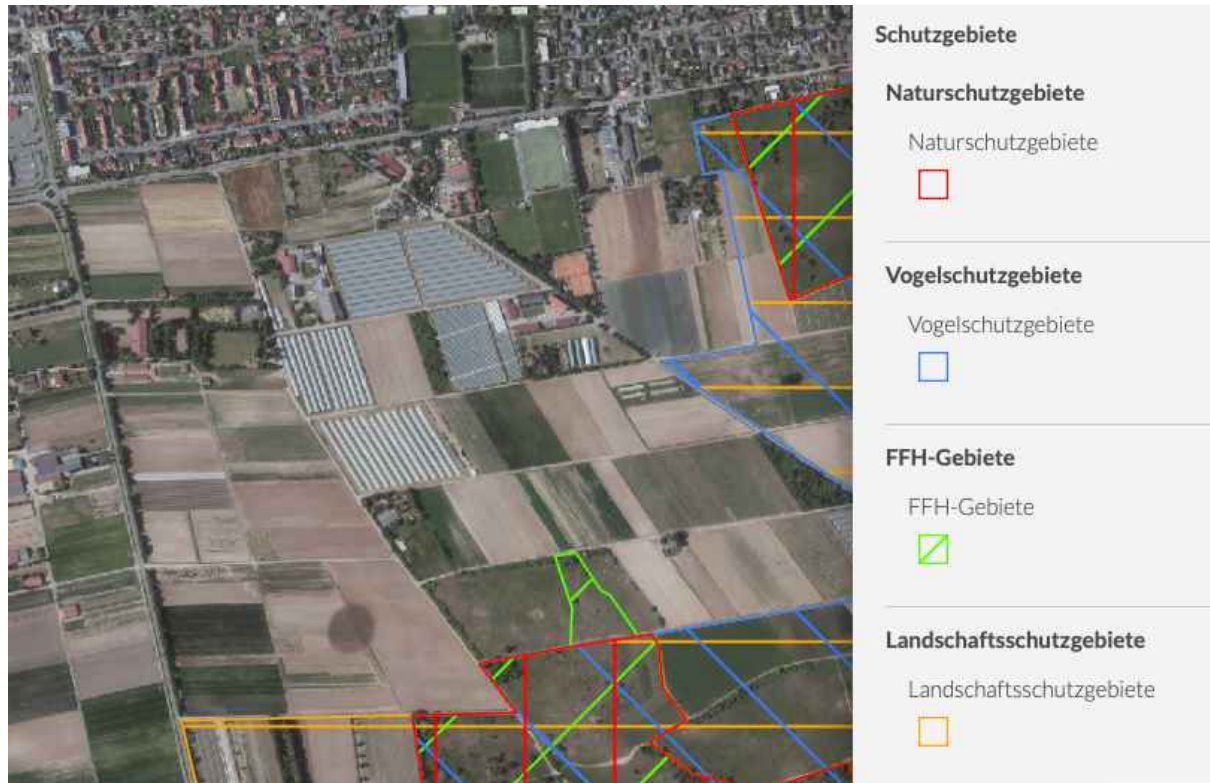 Schutzgebiete
Naturschutzgebiete
Naturschutzgebiete
Vogelschutzgebiete
Vogelschutzgebiete
FFH-Gebiete
FFH-Gebiete
Landschaftsschutzgebiete
Landschaftsschutzgebiete